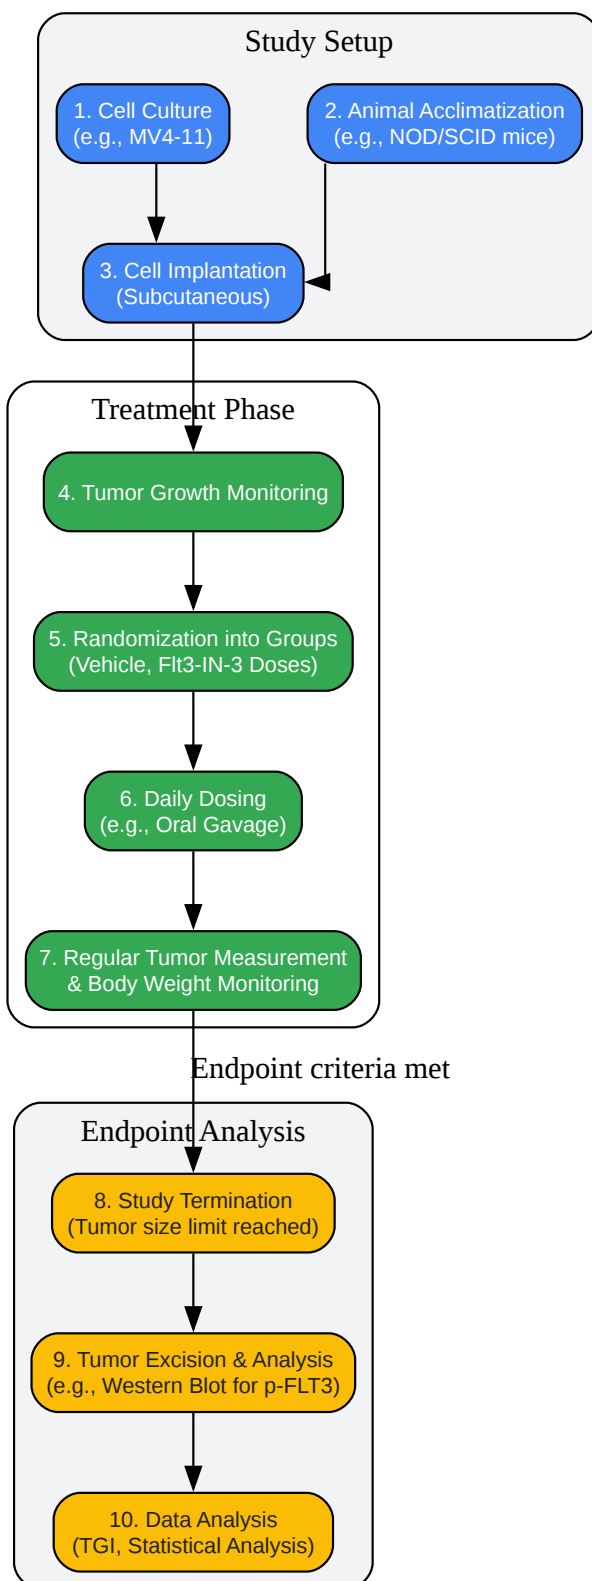 Study Setup
1. Cell Culture
(e.g., MV4-11)
2. Animal Acclimatization
(e.g., NOD/SCID mice)
3. Cell Implantation
(Subcutaneous)
Treatment Phase
4. Tumor Growth Monitoring
5. Randomization into Groups
(Vehicle, Flt3-IN-3 Doses)
6. Daily Dosing
(e.g., Oral Gavage)
7. Regular Tumor Measurement
& Body Weight Monitoring
Endpoint criteria met
Endpoint Analysis
8. Study Termination
(Tumor size limit reached)
9. Tumor Excision & Analysis
(e.g., Western Blot for p-FLT3)
10. Data Analysis
(TGI, Statistical Analysis)